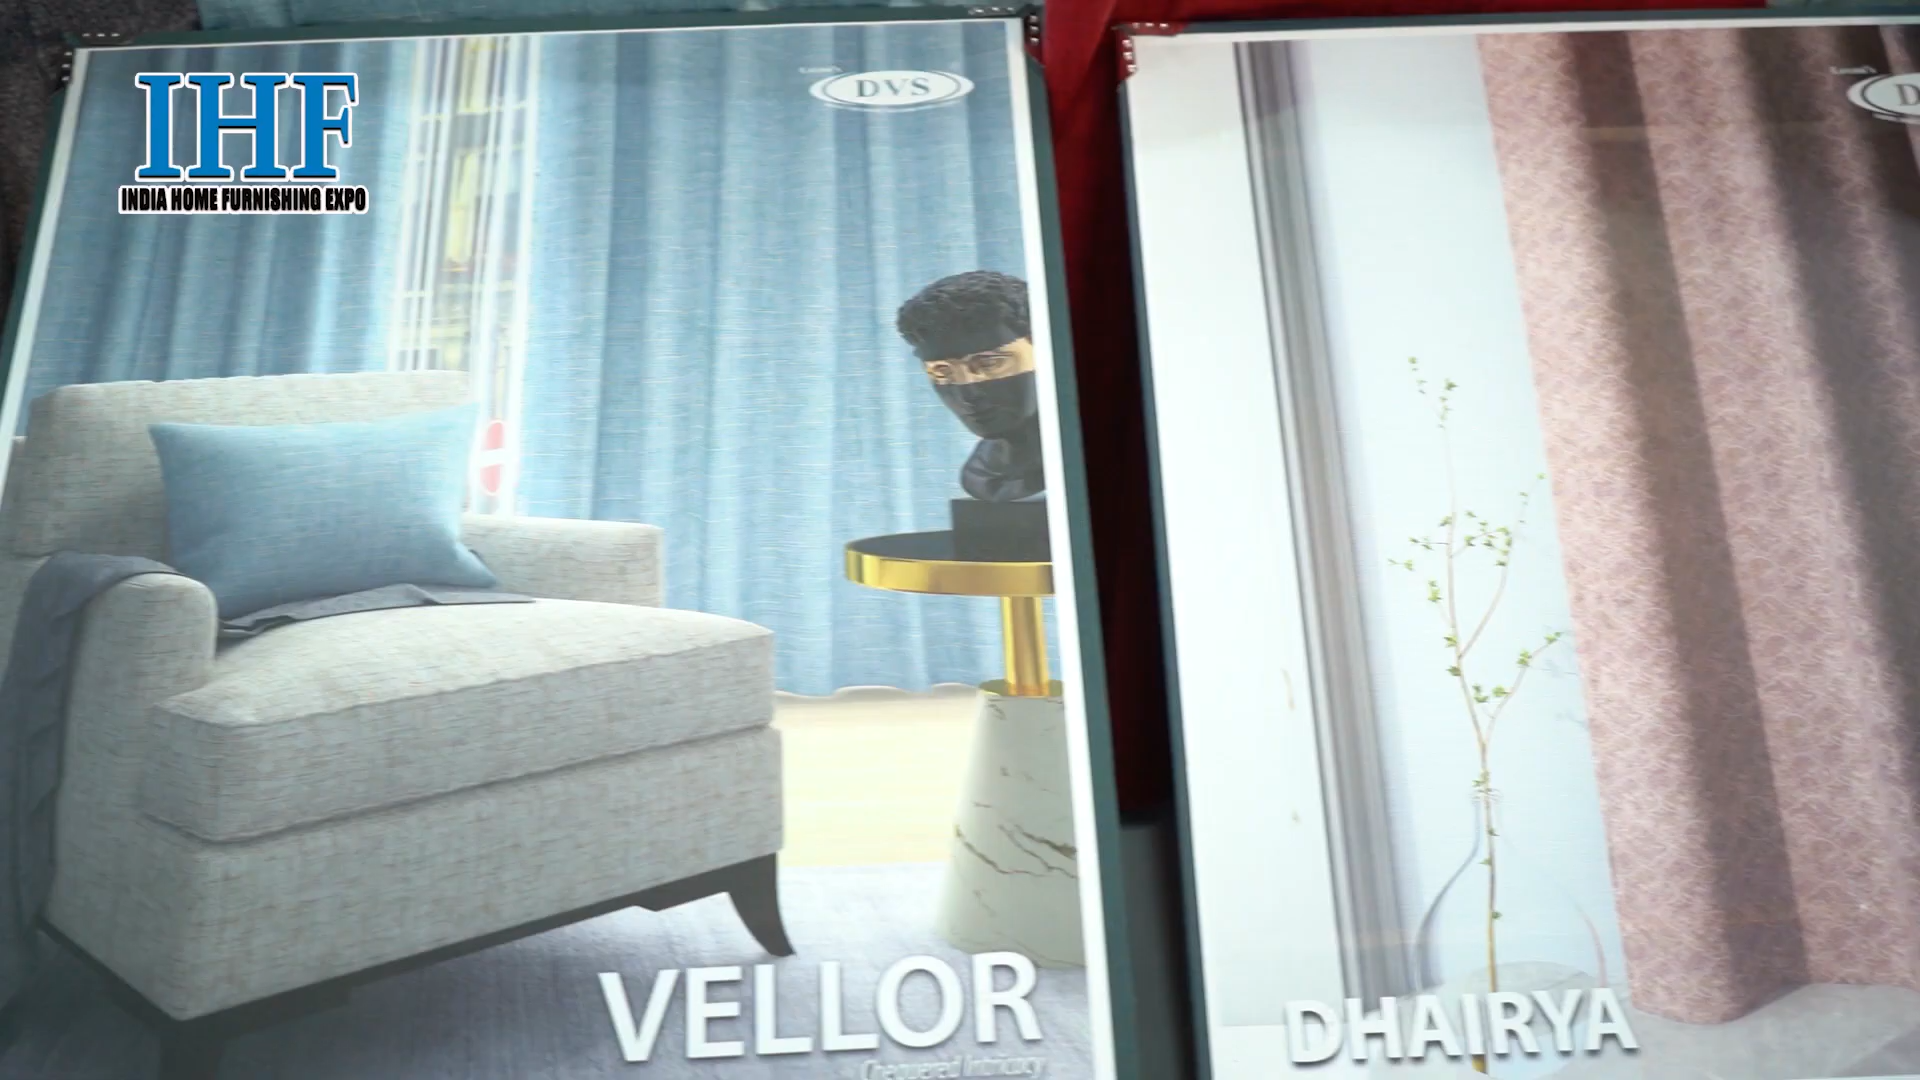 IHF
INDIA HOME FURNISHING EXPO
DVS
VELLOR
Chequered Intricacy
DHAIRYA